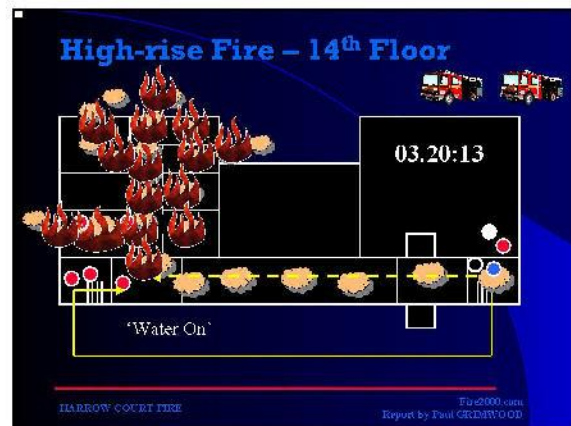 High-rise Fire – 14th Floor
03.20:13
‘Water On’
HARROW COURT FIRE
Fire2000.com
Report by Paul GRIMWOOD